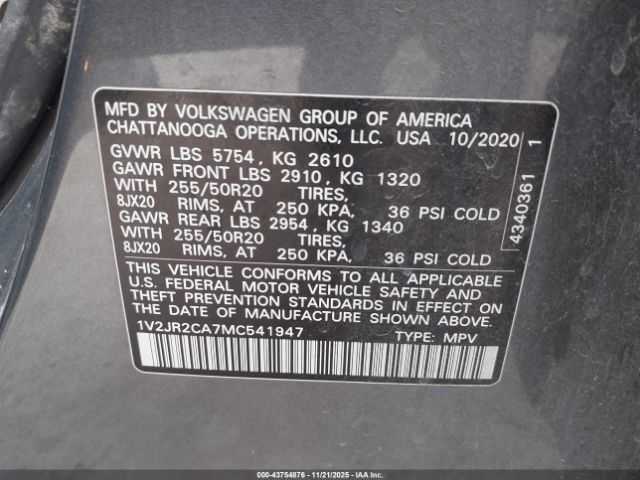 MFD BY VOLKSWAGEN GROUP OF AMERICA
CHATTANOOGA OPERATIONS, LLC. USA 10/2020
GVWR LBS 5754, KG 2610
GAWR FRONT LBS 2910, KG 1320
WITH 255/50R20 TIRES,
8JX20 RIMS, AT 250 KPA, 36 PSI COLD
GAWR REAR LBS 2954, KG 1340
WITH 255/50R20 TIRES,
8JX20 RIMS, AT 250 KPA, 36 PSI COLD
THIS VEHICLE CONFORMS TO ALL APPLICABLE
U.S. FEDERAL MOTOR VEHICLE SAFETY AND
THEFT PREVENTION STANDARDS IN EFFECT ON
THE DATE OF MANUFACTURE SHOWN ABOVE.
1V2JR2CA7MC541947 TYPE: MPV
4340361 1
000-43754876 - 11/21/2025 - IAAI.com